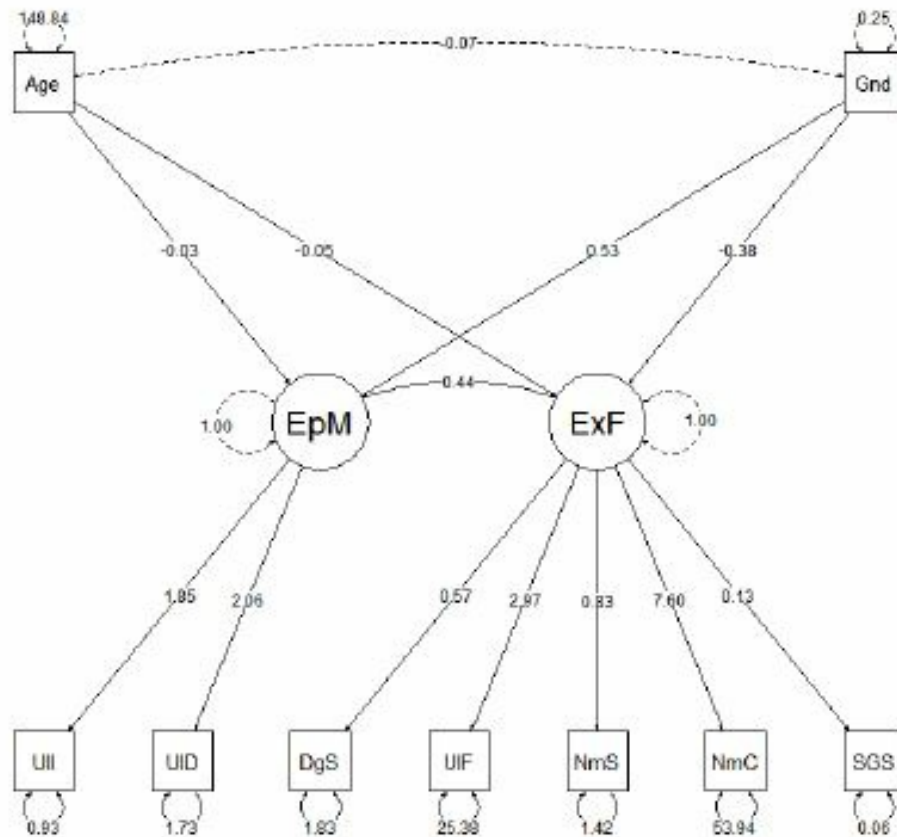 148.84 0.25
Age -0.07 Gnd
-0.03 -0.05 0.53 -0.38
0.44
1.00 EpM ExF 1.00
1.85 2.06 0.57 2.97 0.83 7.60 0.13
UII UID DgS UIF NmS NmC SGS
0.93 1.73 1.83 25.38 1.42 53.94 0.06